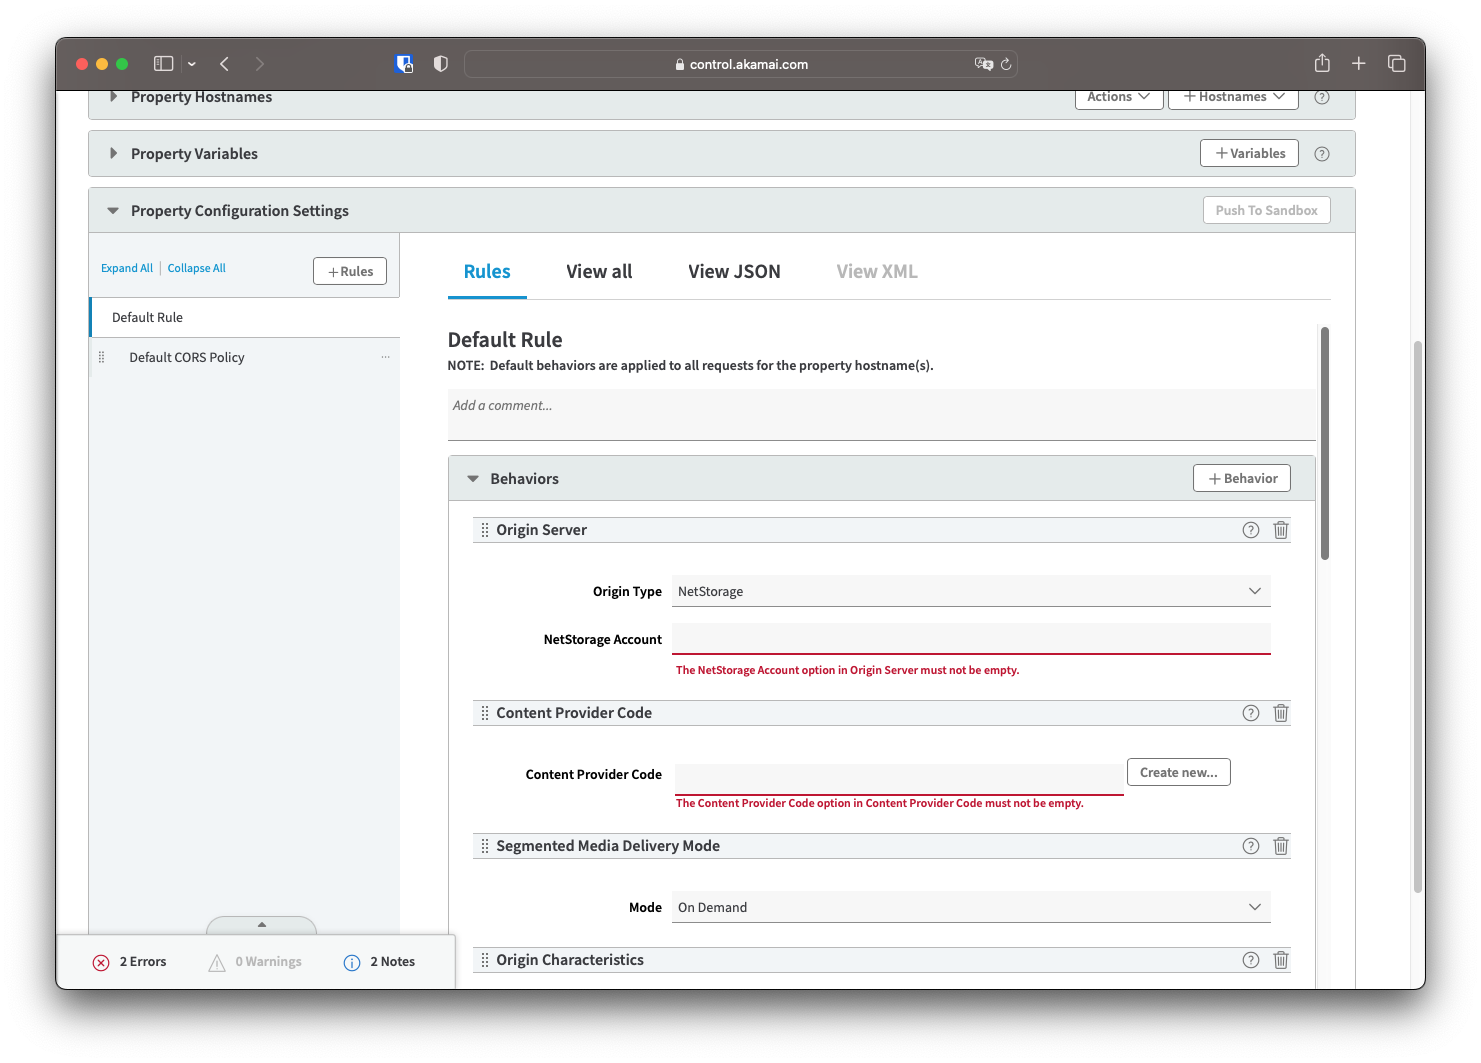 control.akamai.com
Property Hostnames
Actions
+ Hostnames
Property Variables
+ Variables
Property Configuration Settings
Push To Sandbox
Expand All | Collapse All
+ Rules
Default Rule
Default CORS Policy
Rules
View all
View JSON
View XML
Default Rule
NOTE: Default behaviors are applied to all requests for the property hostname(s).
Add a comment...
Behaviors
+ Behavior
Origin Server
Origin Type
NetStorage
NetStorage Account
The NetStorage Account option in Origin Server must not be empty.
Content Provider Code
Content Provider Code
Create new...
The Content Provider Code option in Content Provider Code must not be empty.
Segmented Media Delivery Mode
Mode
On Demand
Origin Characteristics
2 Errors
0 Warnings
2 Notes